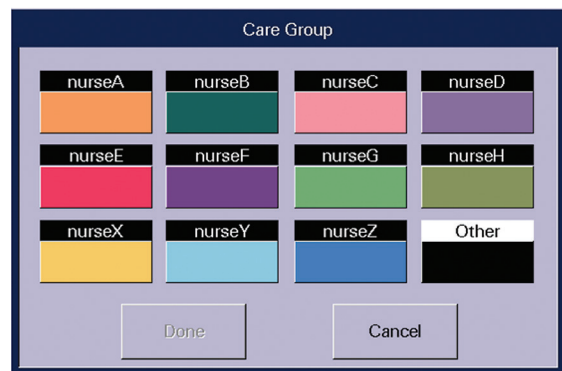 Care Group
nurseA nurseB nurseC nurseD
nurseE nurseF nurseG nurseH
nurseX nurseY nurseZ Other
Done Cancel